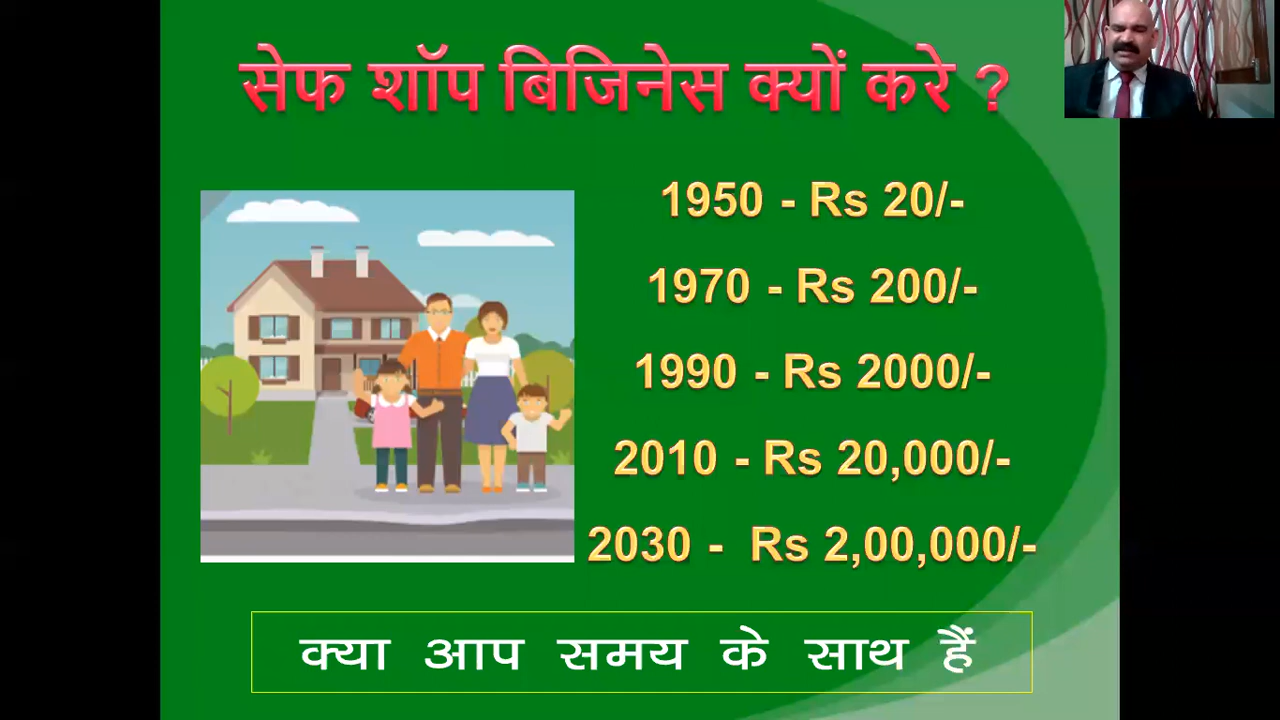 सेफ शॉप बिजिनेस क्यों करे ?
1950 - Rs 20/-
1970 - Rs 200/-
1990 - Rs 2000/-
2010 - Rs 20,000/-
2030 - Rs 2,00,000/-
क्या आप समय के साथ हैं